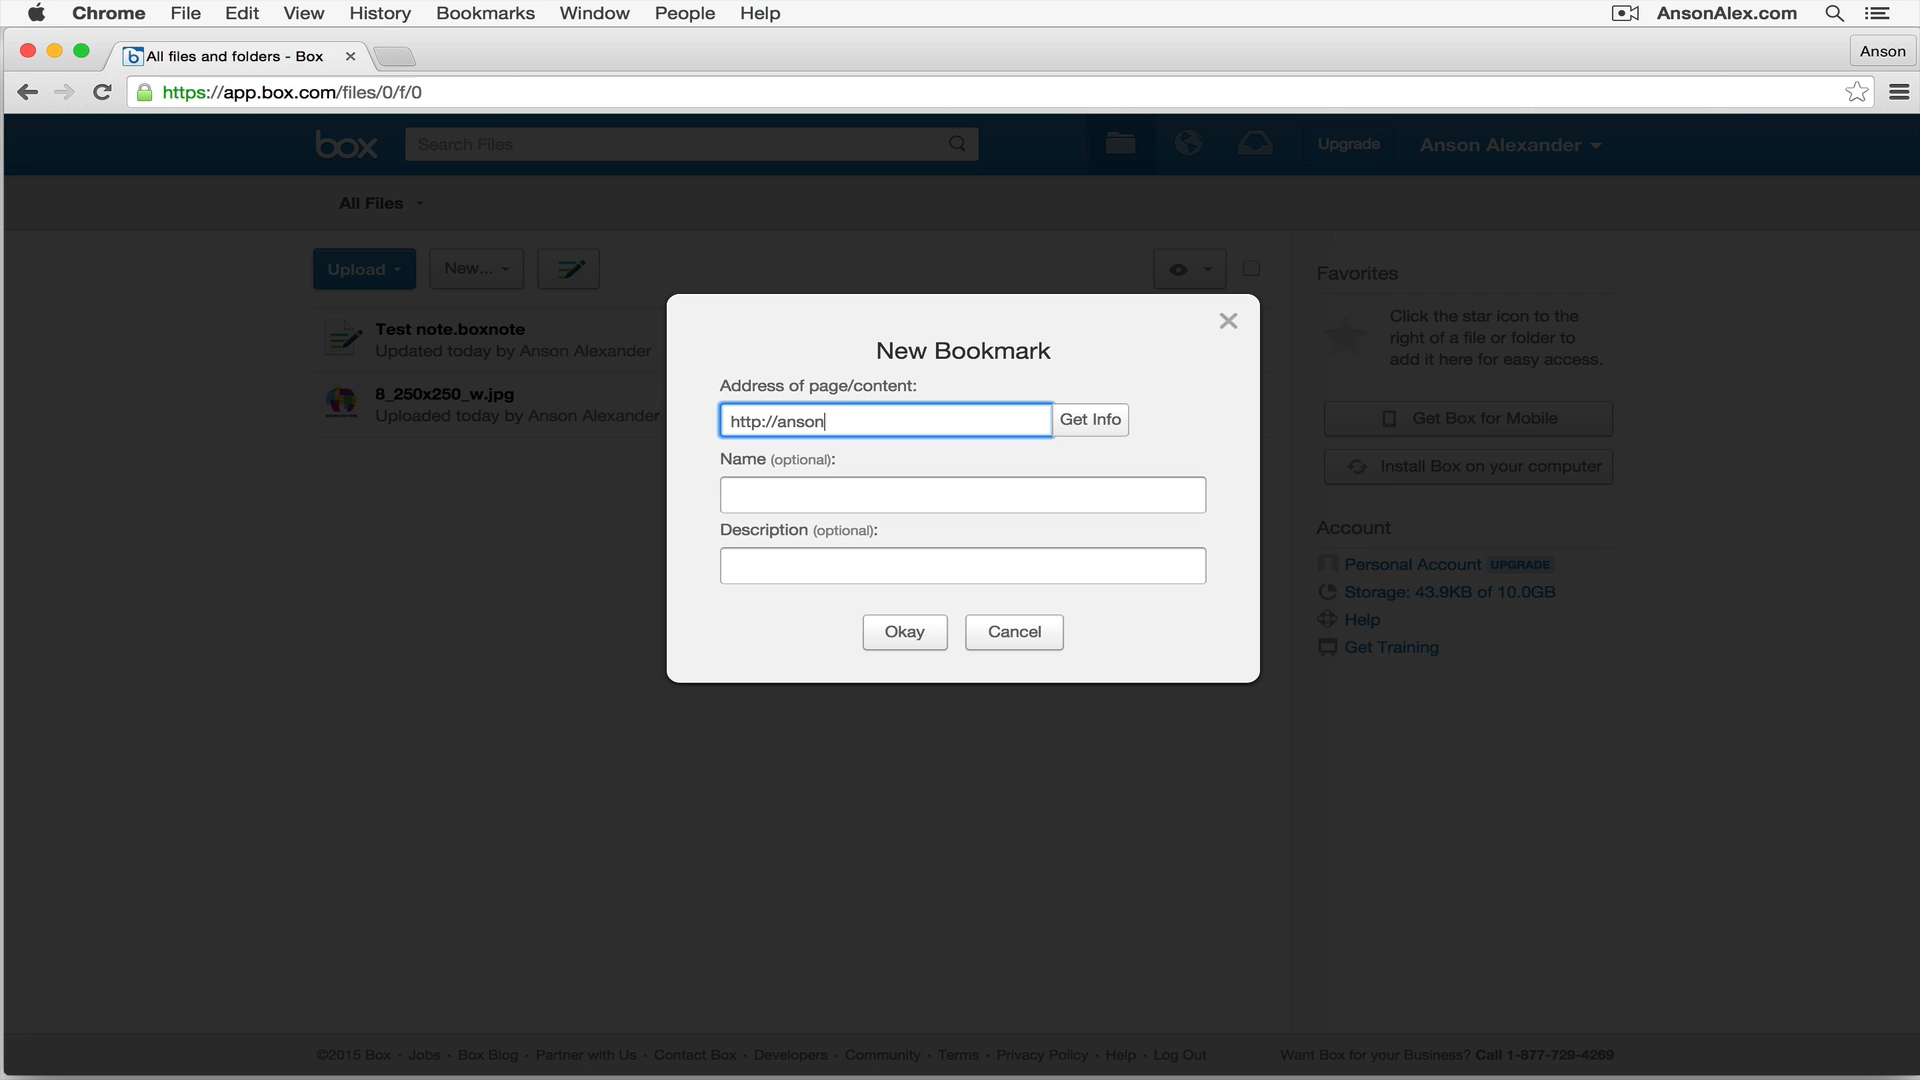 Chrome File Edit View History Bookmarks Window People Help AnsonAlex.com
All files and folders - Box Anson
https://app.box.com/files/0/f/0
box Search Files Upgrade Anson Alexander
All Files
Upload New...
Test note.boxnote
Updated today by Anson Alexander
8_250x250_w.jpg
Uploaded today by Anson Alexander
New Bookmark
Address of page/content:
http://anson Get Info
Name (optional):
Description (optional):
Okay Cancel
Favorites
Click the star icon to the
right of a file or folder to
add it here for easy access.
Get Box for Mobile
Install Box on your computer
Account
Personal Account UPGRADE
Storage: 43.9KB of 10.0GB
Help
Get Training
©2015 Box · Jobs · Box Blog · Partner with Us · Contact Box · Developers · Community · Terms · Privacy Policy · Help · Log Out Want Box for your Business? Call 1-877-729-4269